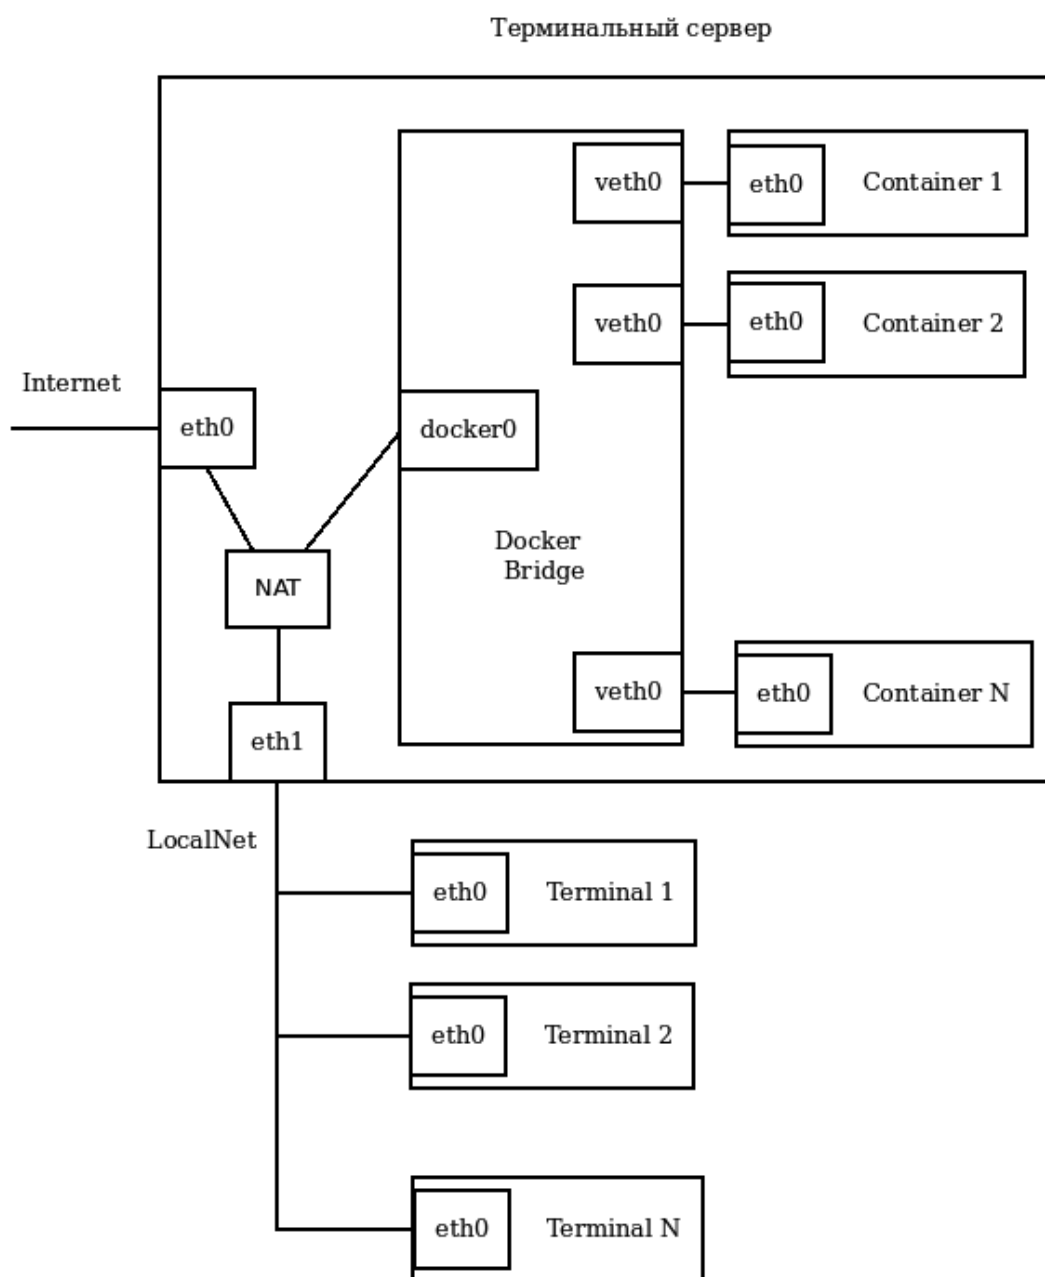 Терминальный сервер
veth0
eth0
Container 1
veth0
eth0
Container 2
Internet
eth0
docker0
Docker
Bridge
NAT
veth0
eth0
Container N
eth1
LocalNet
eth0
Terminal 1
eth0
Terminal 2
eth0
Terminal N